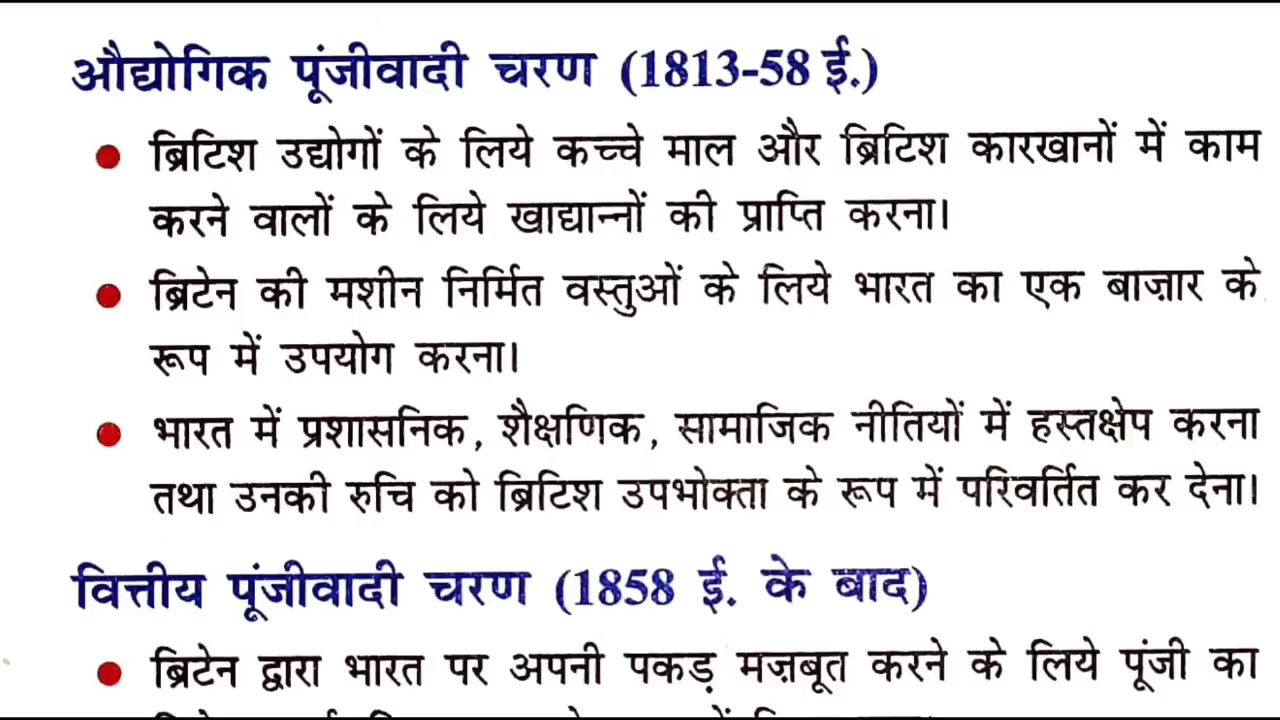 औद्योगिक पूंजीवादी चरण (1813-58 ई.)
ब्रिटिश उद्योगों के लिये कच्चे माल और ब्रिटिश कारखानों में काम
करने वालों के लिये खाद्यान्नों की प्राप्ति करना।
ब्रिटेन की मशीन निर्मित वस्तुओं के लिये भारत का एक बाज़ार के
रूप में उपयोग करना।
भारत में प्रशासनिक, शैक्षणिक, सामाजिक नीतियों में हस्तक्षेप करना
तथा उनकी रुचि को ब्रिटिश उपभोक्ता के रूप में परिवर्तित कर देना।
वित्तीय पूंजीवादी चरण (1858 ई. के बाद)
ब्रिटेन द्वारा भारत पर अपनी पकड़ मज़बूत करने के लिये पूंजी का